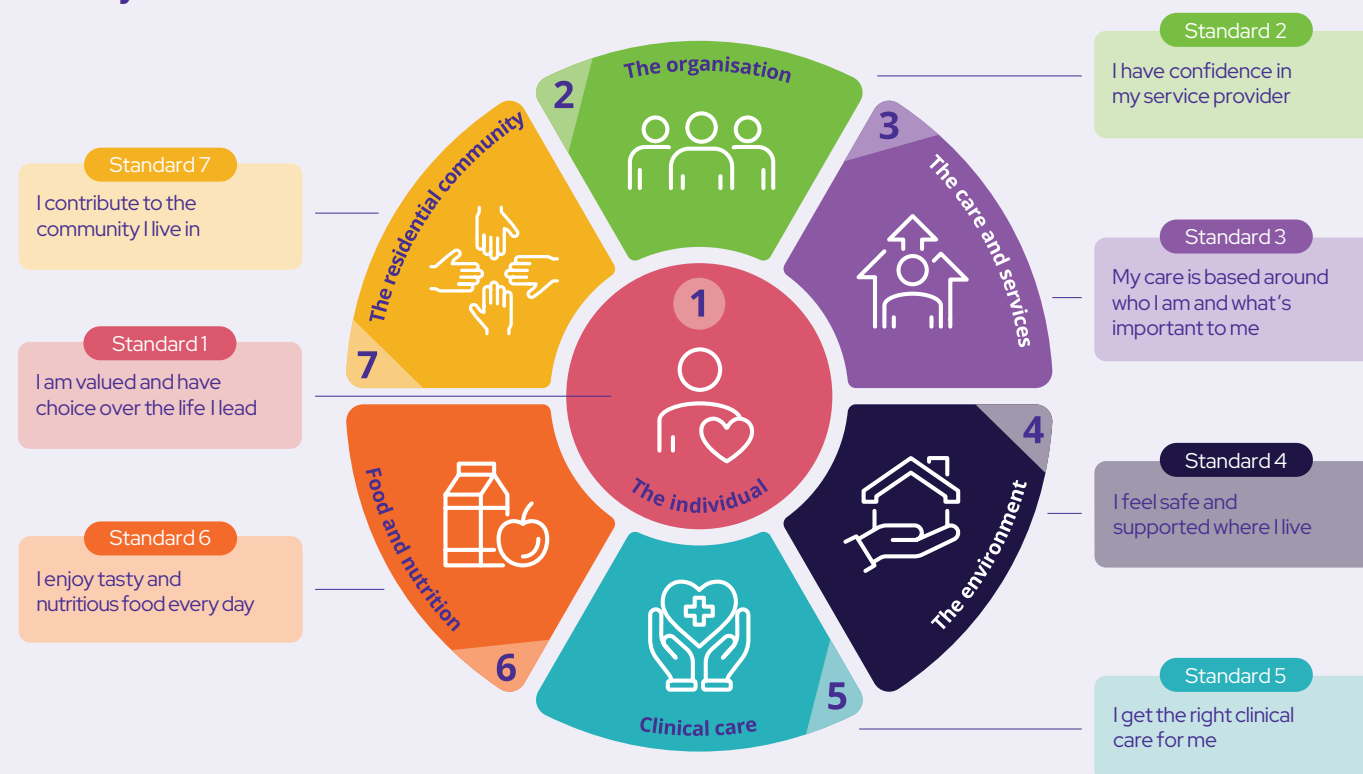 Standard 2
I have confidence in
my service provider
Standard 3
My care is based around
who I am and what's
important to me
Standard 4
I feel safe and
supported where I live
Standard 5
I get the right clinical
care for me
Standard 7
I contribute to the
community I live in
Standard 1
I am valued and have
choice over the life I lead
Standard 6
I enjoy tasty and
nutritious food every day
1
The individual
2
The organisation
3
The care and services
4
The environment
5
Clinical care
6
Food and nutrition
7
The residential community